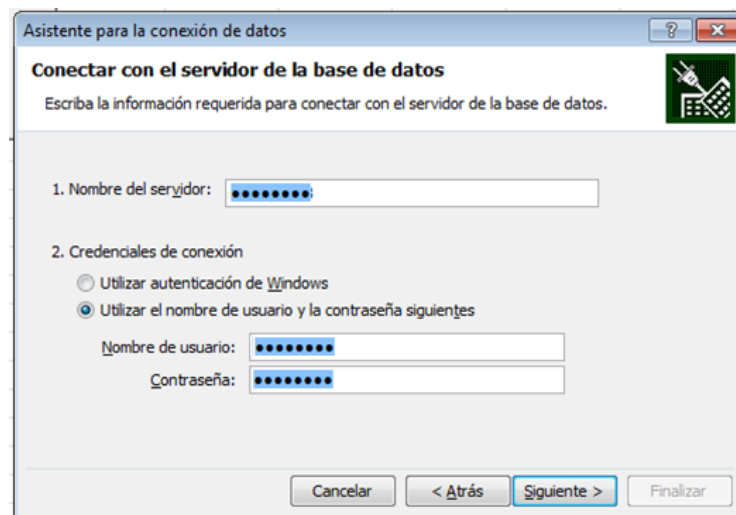 Asistente para la conexión de datos
Conectar con el servidor de la base de datos
Escriba la información requerida para conectar con el servidor de la base de datos.
1. Nombre del servidor: ●●●●●●●●●
2. Credenciales de conexión
Utilizar autenticación de Windows
Utilizar el nombre de usuario y la contraseña siguientes
Nombre de usuario: ●●●●●●●●
Contraseña: ●●●●●●●●
Cancelar < Atrás Siguiente > Finalizar